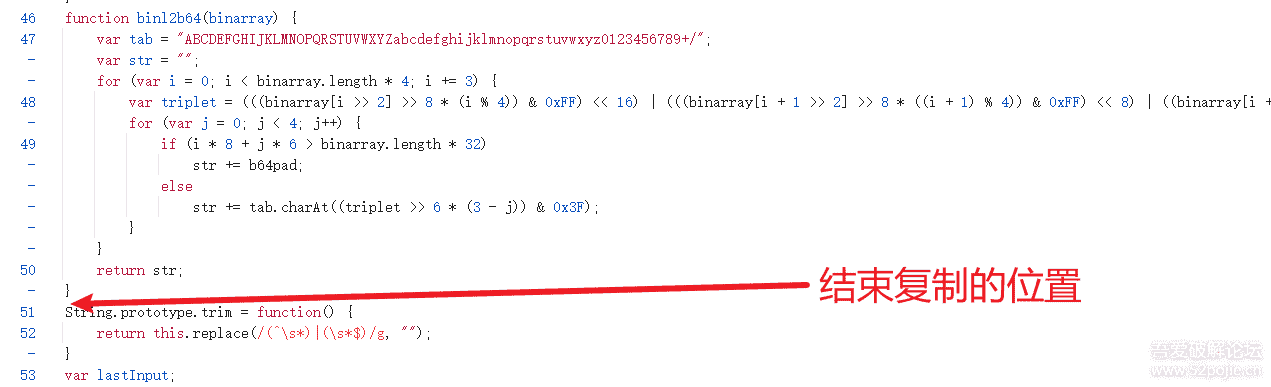 46 function binl2b64(binarray) {
47 var tab = "ABCDEFGHIJKLMNOPQRSTUVWXYZabcdefghijklmnopqrstuvwxyz0123456789+/";
- var str = "";
- for (var i = 0; i < binarray.length * 4; i += 3) {
48 var triplet = (((binarray[i >> 2] >> 8 * (i % 4)) & 0xFF) << 16) | (((binarray[i + 1 >> 2] >> 8 * ((i + 1) % 4)) & 0xFF) << 8) | ((binarray[i +
- for (var j = 0; j < 4; j++) {
49 if (i * 8 + j * 6 > binarray.length * 32)
- str += b64pad;
- else
- str += tab.charAt((triplet >> 6 * (3 - j)) & 0x3F);
- }
- }
50 return str;
- }
结束复制的位置
51 String.prototype.trim = function() {
52 return this.replace(/(^\s*)|(\s*$)/g, "");
- }
53 var lastInput;
吾爱破解论坛
www.52pojie.cn